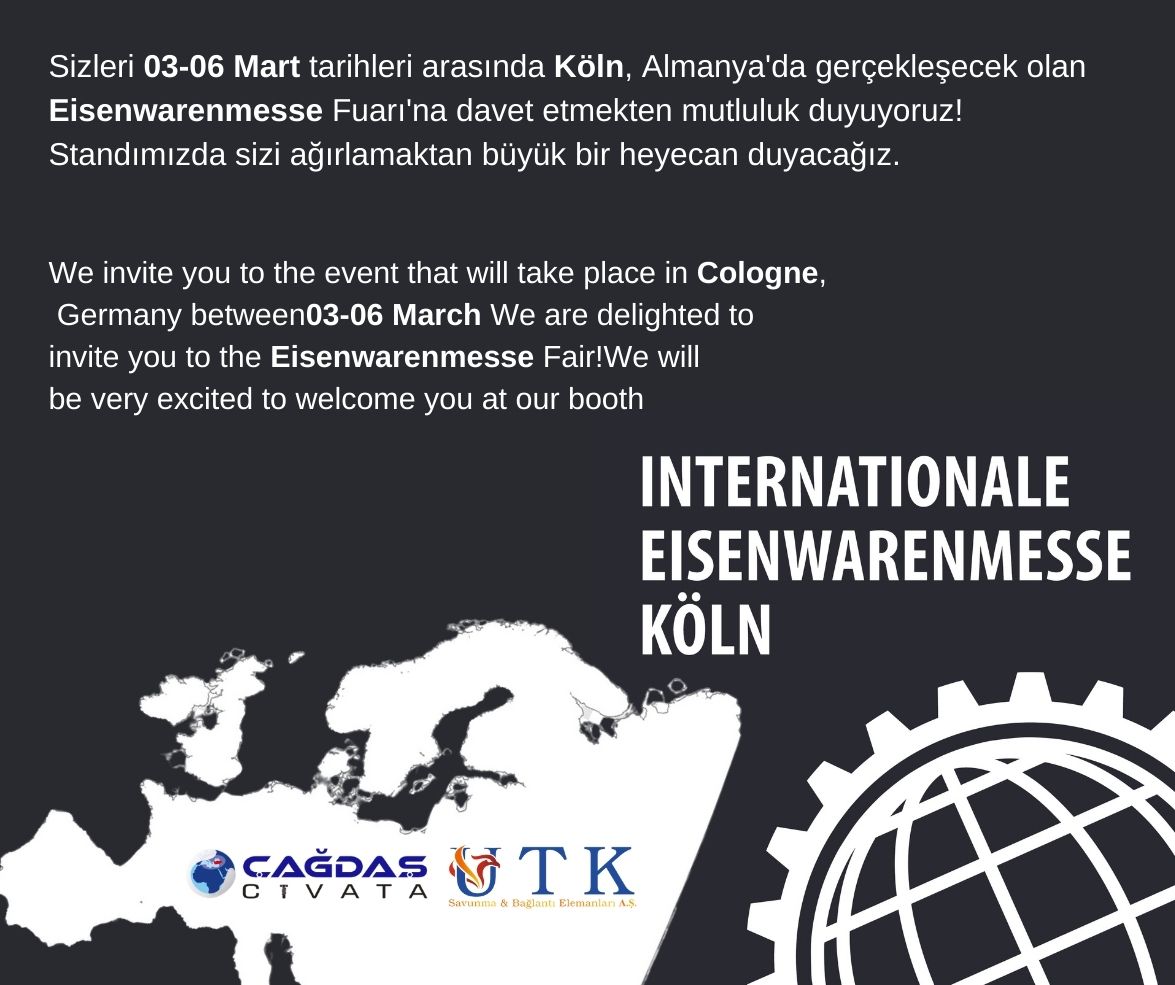 Sizleri 03-06 Mart tarihleri arasında Köln, Almanya'da gerçekleşecek olan
Eisenwarenmesse Fuarı'na davet etmekten mutluluk duyuyoruz!
Standımızda sizi ağırlamaktan büyük bir heyecan duyacağız.
We invite you to the event that will take place in Cologne,
Germany between03-06 March We are delighted to
invite you to the Eisenwarenmesse Fair!We will
be very excited to welcome you at our booth
INTERNATIONALE
EISENWARENMESSE
KÖLN
ÇAĞDAŞ
CİVATA
UTK
Savunma & Bağlantı Elemanları A.Ş.